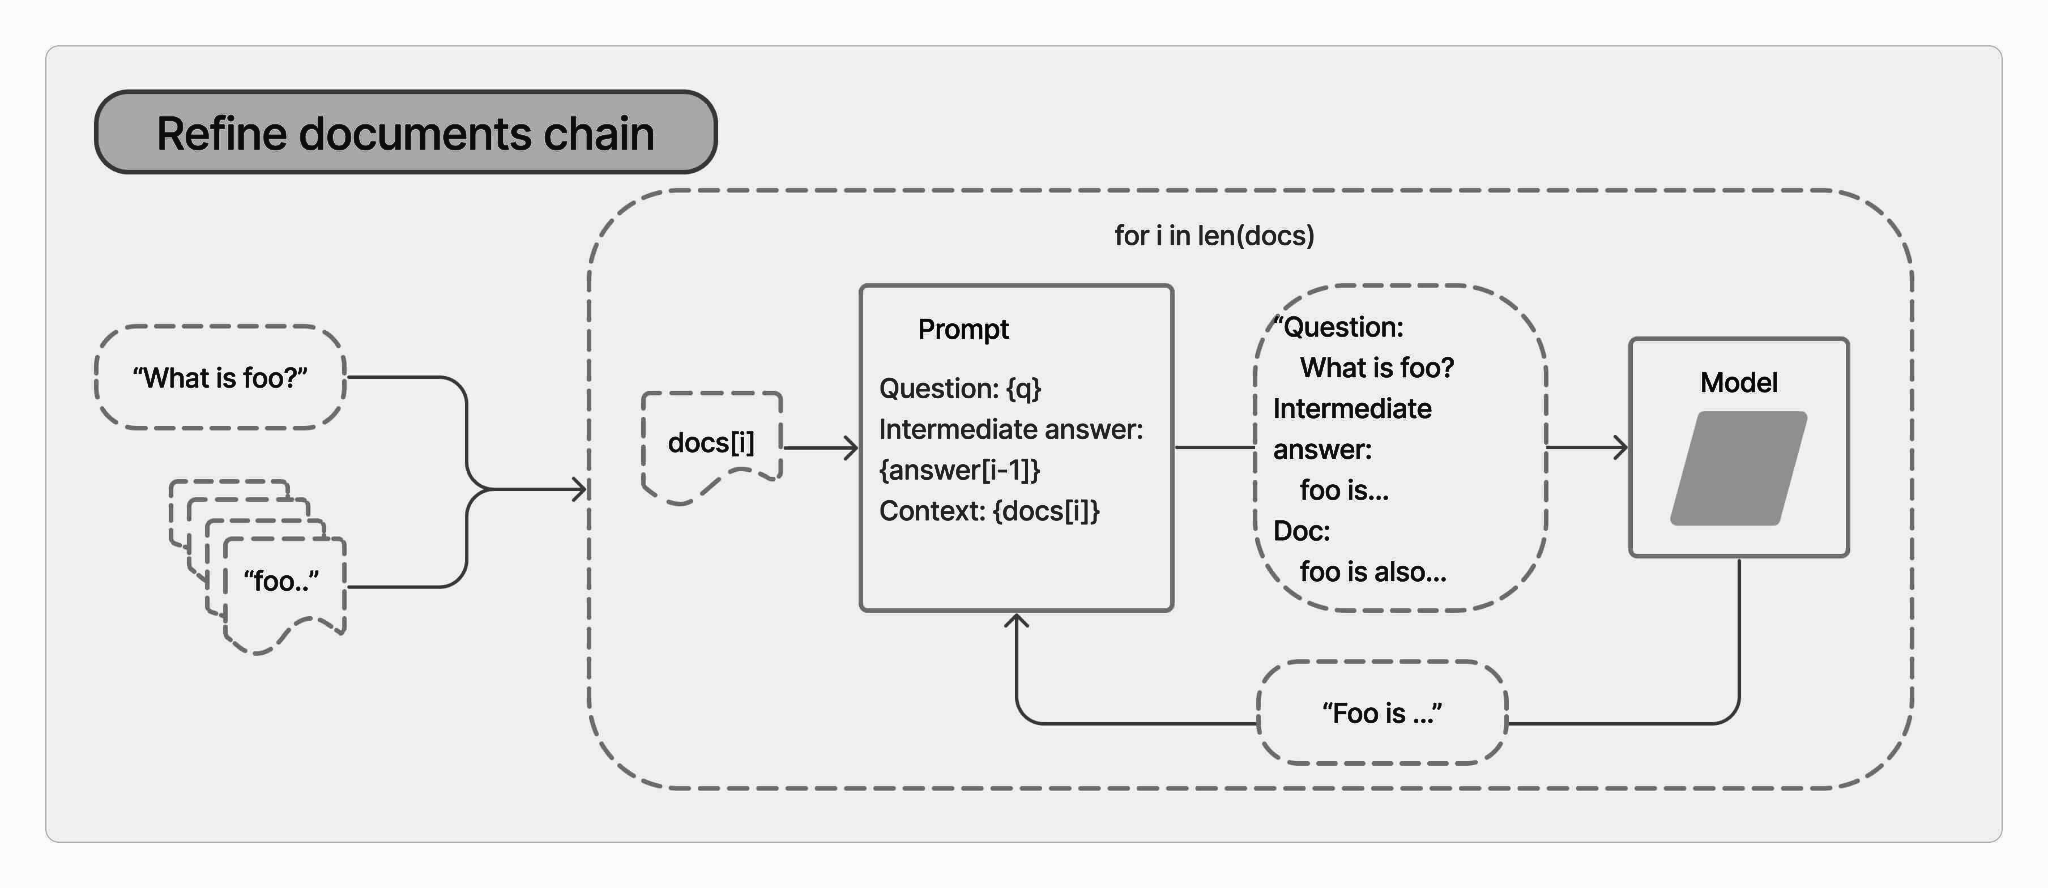 Refine documents chain
for i in len(docs)
“What is foo?”
“foo..”
docs[i]
Prompt
Question: {q}
Intermediate answer:
{answer[i-1]}
Context: {docs[i]}
“Question:
What is foo?
Intermediate
answer:
foo is...
Doc:
foo is also...
Model
“Foo is ...”